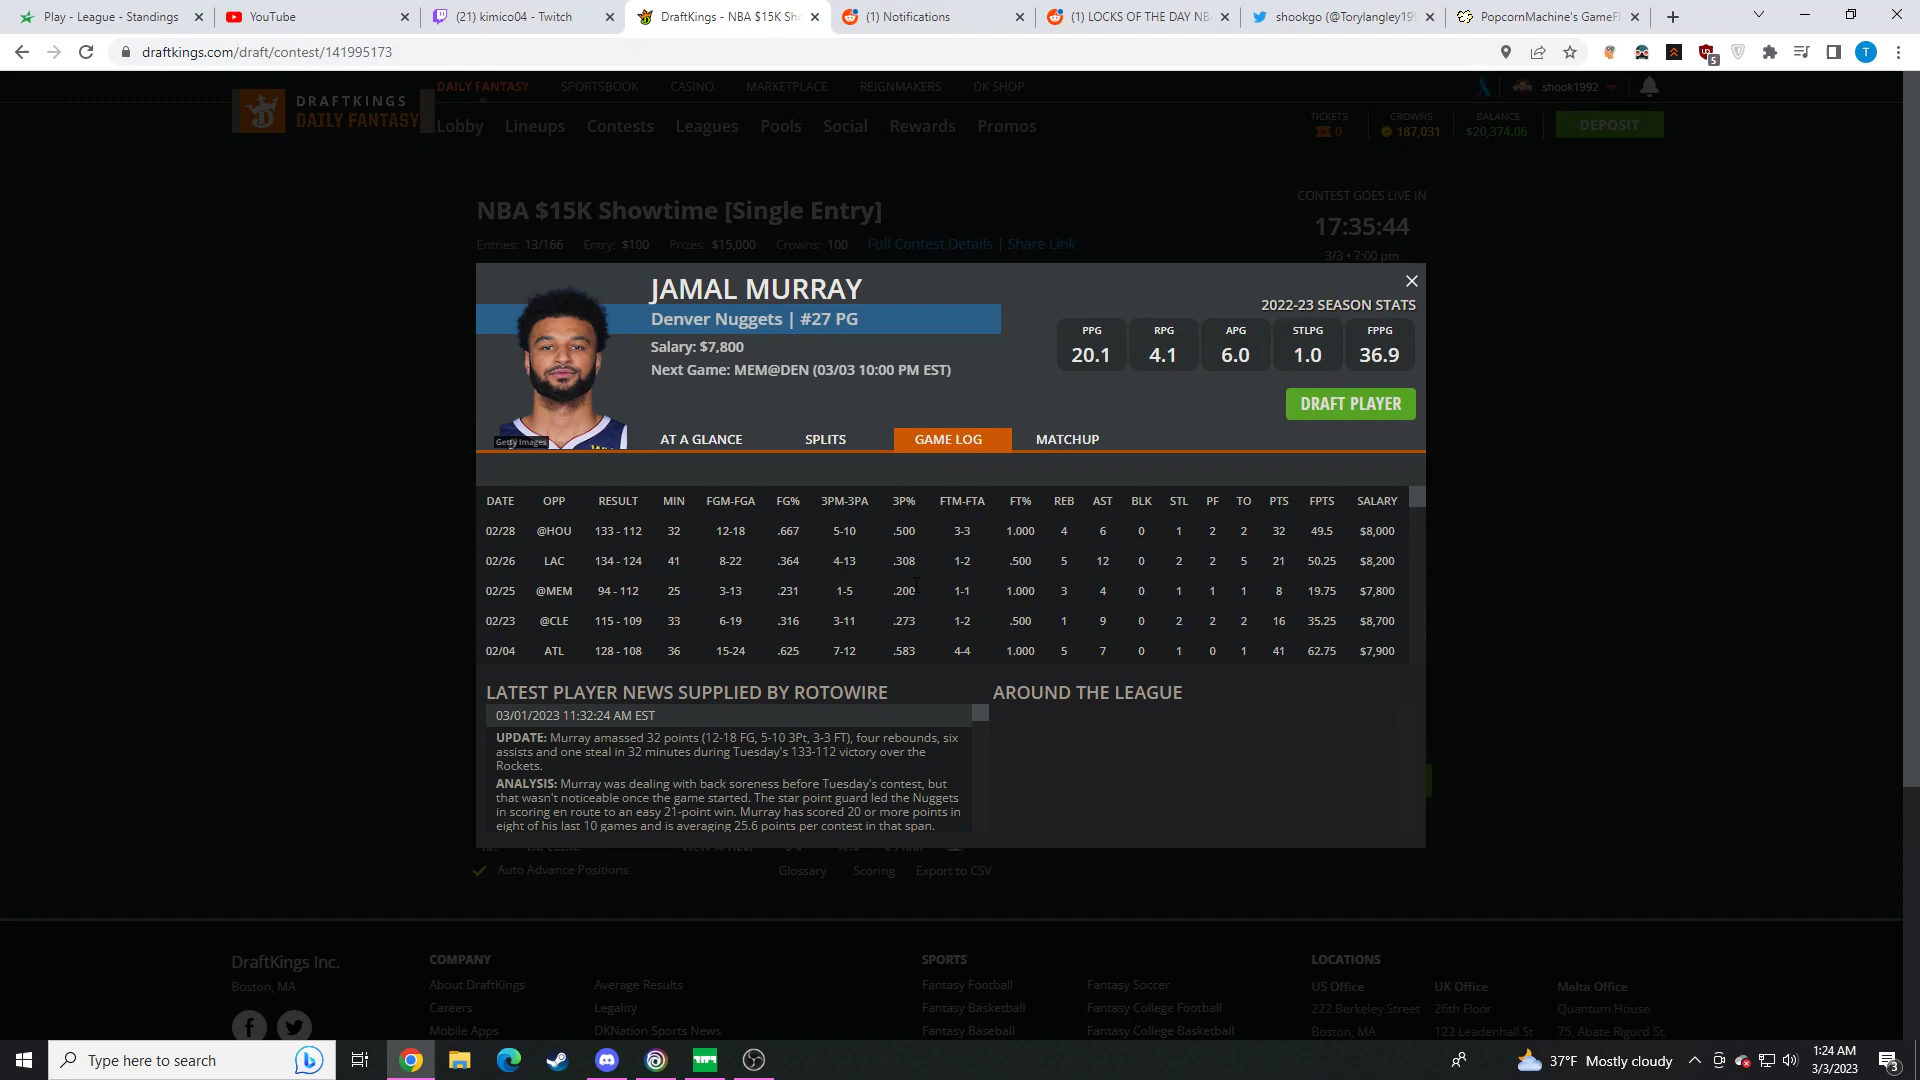 Play - League - Standings
YouTube
(21) kimico04 - Twitch
DraftKings - NBA $15K Sho
(1) Notifications
(1) LOCKS OF THE DAY NB
shookgo (@Torylangley199
PopcornMachine's GameFl
draftkings.com/draft/contest/141995173
5
T
DRAFTKINGS
DAILY FANTASY
DAILY FANTASY SPORTSBOOK CASINO MARKETPLACE REIGNMAKERS DK SHOP
shook1992
Lobby Lineups Contests Leagues Pools Social Rewards Promos
TICKETS CROWNS BALANCE
0 187,031 $20,374.06
DEPOSIT
NBA $15K Showtime [Single Entry]
CONTEST GOES LIVE IN
17:35:44
Entries: 13/166 Entry: $100 Prizes: $15,000 Crowns: 100 Full Contest Details | Share Link
3/3 • 7:00 pm
JAMAL MURRAY
Denver Nuggets | #27 PG
Salary: $7,800
Next Game: MEM@DEN (03/03 10:00 PM EST)
Getty Images
2022-23 SEASON STATS
PPG RPG APG STLPG FPPG
20.1 4.1 6.0 1.0 36.9
DRAFT PLAYER
AT A GLANCE SPLITS GAME LOG MATCHUP
DATE OPP RESULT MIN FGM-FGA FG% 3PM-3PA 3P% FTM-FTA FT% REB AST BLK STL PF TO PTS FPTS SALARY
02/28 @HOU 133 - 112 32 12-18 .667 5-10 .500 3-3 1.000 4 6 0 1 2 2 32 49.5 $8,000
02/26 LAC 134 - 124 41 8-22 .364 4-13 .308 1-2 .500 5 12 0 2 2 5 21 50.25 $8,200
02/25 @MEM 94 - 112 25 3-13 .231 1-5 .200 1-1 1.000 3 4 0 1 1 1 8 19.75 $7,800
02/23 @CLE 115 - 109 33 6-19 .316 3-11 .273 1-2 .500 1 9 0 2 2 2 16 35.25 $8,700
02/04 ATL 128 - 108 36 15-24 .625 7-12 .583 4-4 1.000 5 7 0 1 0 1 41 62.75 $7,900
LATEST PLAYER NEWS SUPPLIED BY ROTOWIRE
AROUND THE LEAGUE
03/01/2023 11:32:24 AM EST
UPDATE: Murray amassed 32 points (12-18 FG, 5-10 3Pt, 3-3 FT), four rebounds, six
assists and one steal in 32 minutes during Tuesday's 133-112 victory over the
Rockets.
ANALYSIS: Murray was dealing with back soreness before Tuesday's contest, but
that wasn't noticeable once the game started. The star point guard led the Nuggets
in scoring en route to an easy 21-point win. Murray has scored 20 or more points in
eight of his last 10 games and is averaging 25.6 points per contest in that span.
Auto Advance Positions
Glossary Scoring Export to CSV
DraftKings Inc.
Boston, MA
COMPANY
About DraftKings Average Results
Careers Legality
Mobile Apps DKNation Sports News
SPORTS
Fantasy Football Fantasy Soccer
Fantasy Basketball Fantasy College Football
Fantasy Baseball Fantasy College Basketball
LOCATIONS
US Office UK Office Malta Office
222 Berkeley Street 26th Floor Quantum House
Boston, MA 122 Leadenhall St 75, Abate Rigord St.
Type here to search
37°F Mostly cloudy
1:24 AM
3/3/2023
3